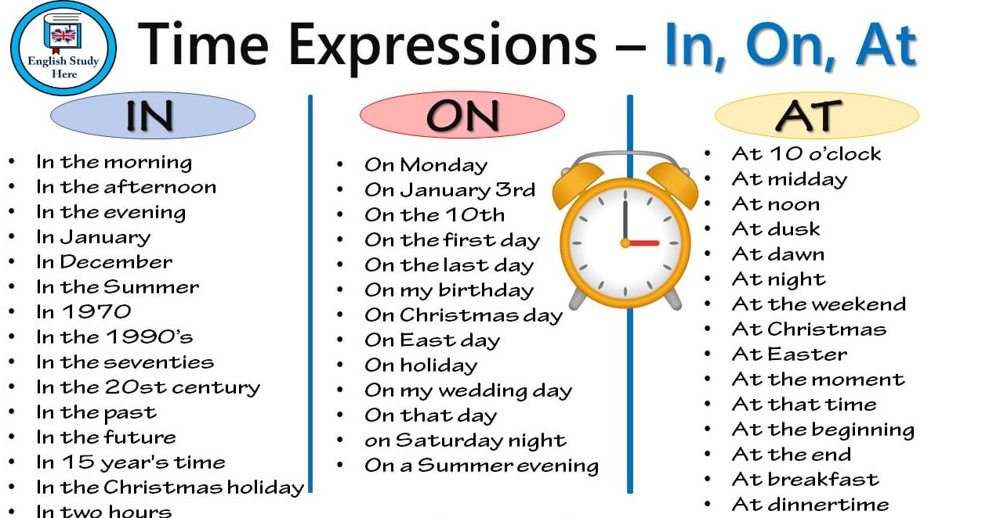 English Study
Here
Time Expressions – In, On, At
IN
• In the morning
• In the afternoon
• In the evening
• In January
• In December
• In the Summer
• In 1970
• In the 1990's
• In the seventies
• In the 20st century
• In the past
• In the future
• In 15 year's time
• In the Christmas holiday
• In two hours
ON
• On Monday
• On January 3rd
• On the 10th
• On the first day
• On the last day
• On my birthday
• On Christmas day
• On East day
• On holiday
• On my wedding day
• On that day
• on Saturday night
• On a Summer evening
AT
• At 10 o'clock
• At midday
• At noon
• At dusk
• At dawn
• At night
• At the weekend
• At Christmas
• At Easter
• At the moment
• At that time
• At the beginning
• At the end
• At breakfast
• At dinnertime